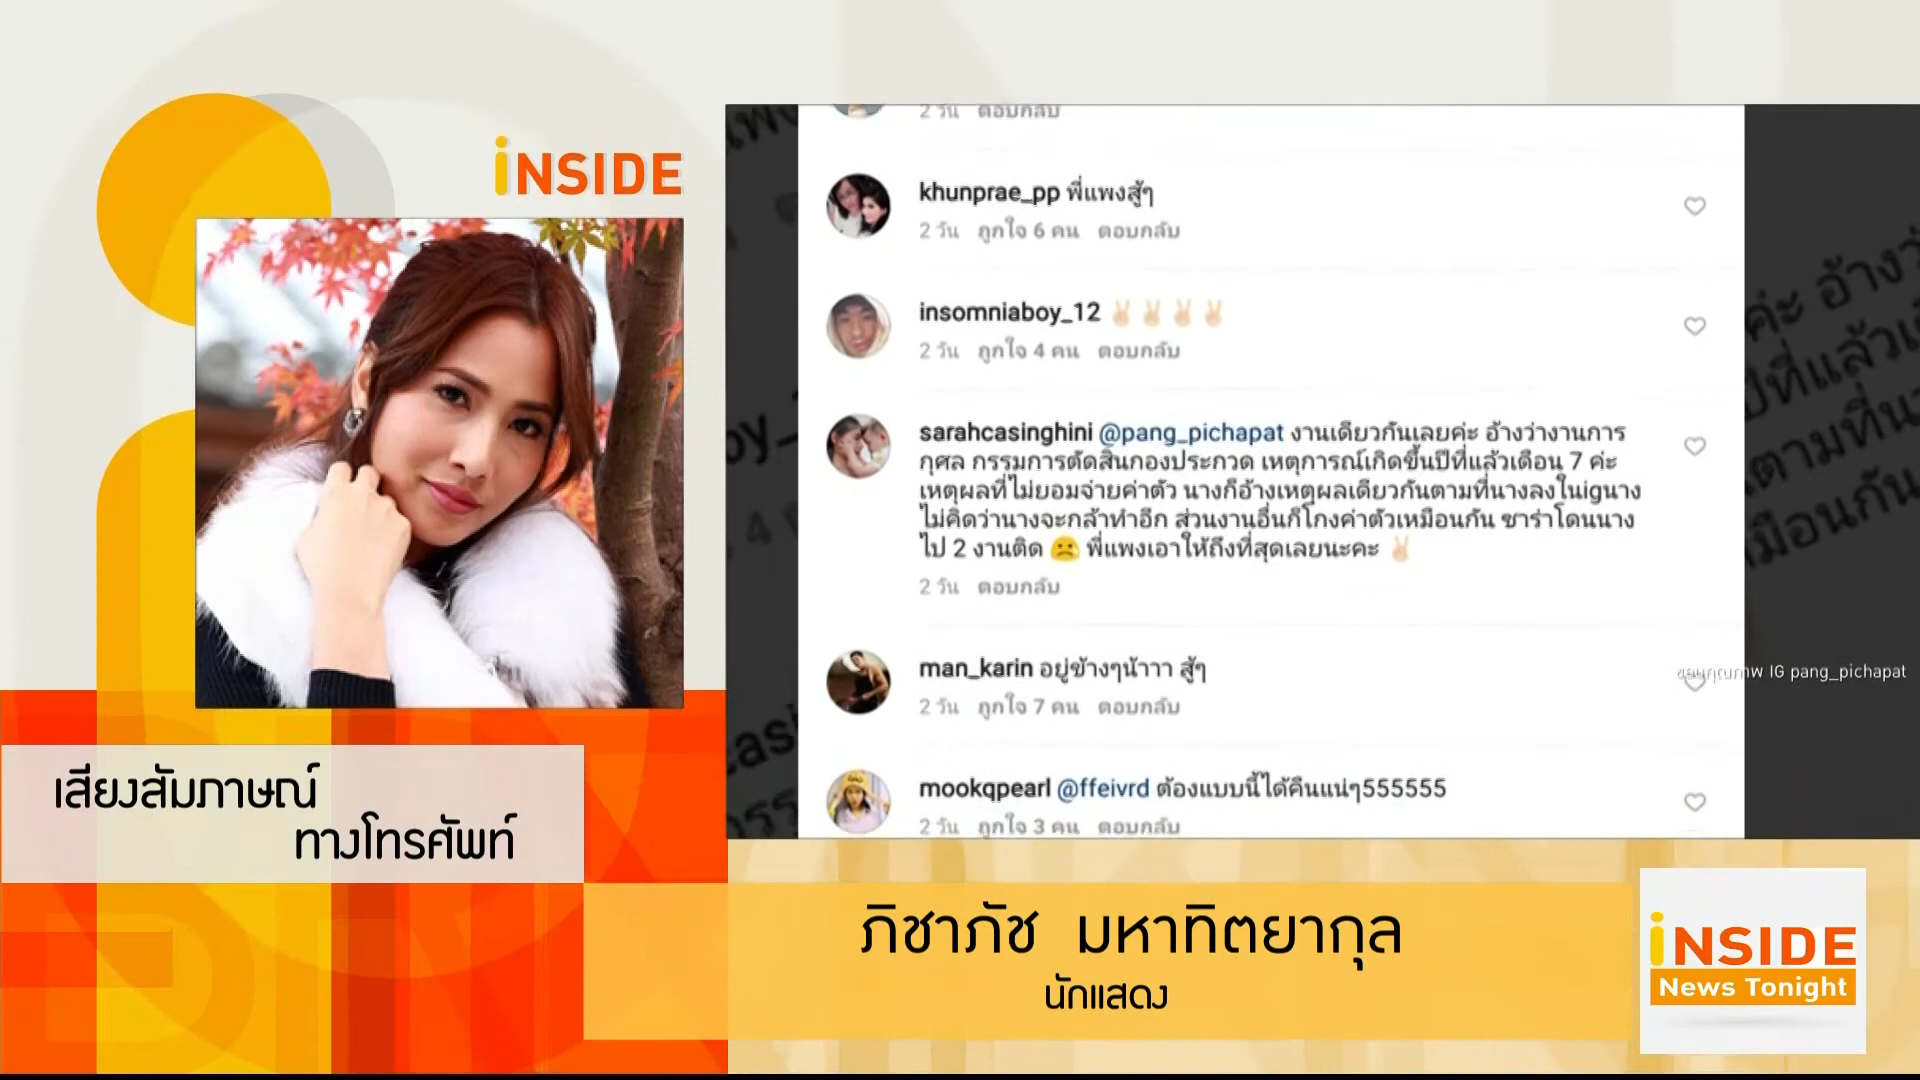 iNSIDE
2 วัน ตอบกลับ
khunprae_pp พี่แพงสู้ๆ
2 วัน ถูกใจ 6 คน ตอบกลับ
insomniaboy_12 ✌🏻✌🏻✌🏻✌🏻
2 วัน ถูกใจ 4 คน ตอบกลับ
sarahcasinghini @pang_pichapat งานเดียวกันเลยค่ะ อ้างว่างานการ
กุศล กรรมการตัดสินกองประกวด เหตุการณ์เกิดขึ้นปีที่แล้วเดือน 7 ค่ะ
เหตุผลที่ไม่ยอมจ่ายค่าตัว นางก็อ้างเหตุผลเดียวกันตามที่นางลงในigนาง
ไม่คิดว่านางจะกล้าทำอีก ส่วนงานอื่นก็โกงค่าตัวเหมือนกัน ซาร่าโดนนาง
ไป 2 งานติด ☹️ พี่แพงเอาให้ถึงที่สุดเลยนะคะ ✌🏻
2 วัน ตอบกลับ
man_karin อยู่ข้างๆน้าาา สู้ๆ
2 วัน ถูกใจ 7 คน ตอบกลับ
mookqpearl @ffeivrd ต้องแบบนี้ได้คืนแน่ๆ555555
2 วัน ถูกใจ 3 คน ตอบกลับ
ขอบคุณภาพ IG pang_pichapat
เสียงสัมภาษณ์
ทางโทรศัพท์
ภิชาภัช มหาทิตยากุล
นักแสดง
iNSIDE
News Tonight